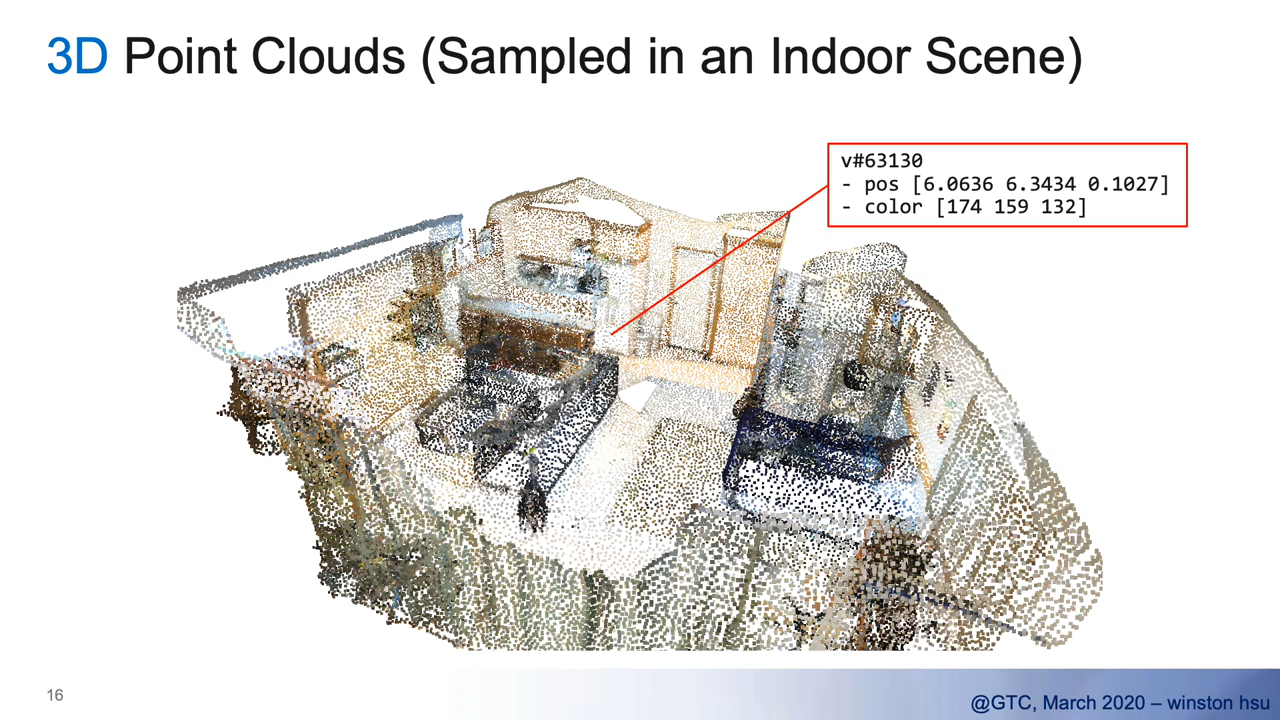 3D Point Clouds (Sampled in an Indoor Scene)
v#63130
- pos [6.0636 6.3434 0.1027]
- color [174 159 132]
16
@GTC, March 2020 – winston hsu